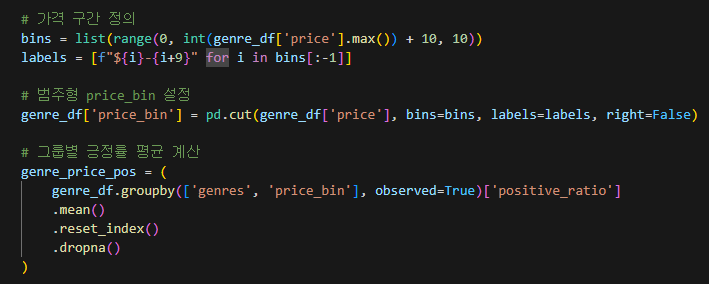 # 가격 구간 정의
bins = list(range(0, int(genre_df['price'].max()) + 10, 10))
labels = [f"${i}-{i+9}" for i in bins[:-1]]
# 범주형 price_bin 설정
genre_df['price_bin'] = pd.cut(genre_df['price'], bins=bins, labels=labels, right=False)
# 그룹별 긍정률 평균 계산
genre_price_pos = (
genre_df.groupby(['genres', 'price_bin'], observed=True)['positive_ratio']
.mean()
.reset_index()
.dropna()
)